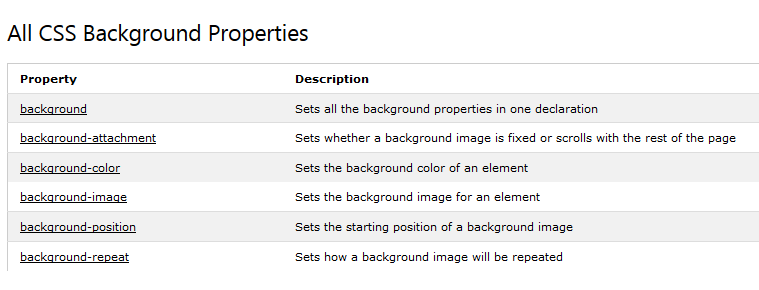 All CSS Background Properties
Property Description
background Sets all the background properties in one declaration
background-attachment Sets whether a background image is fixed or scrolls with the rest of the page
background-color Sets the background color of an element
background-image Sets the background image for an element
background-position Sets the starting position of a background image
background-repeat Sets how a background image will be repeated